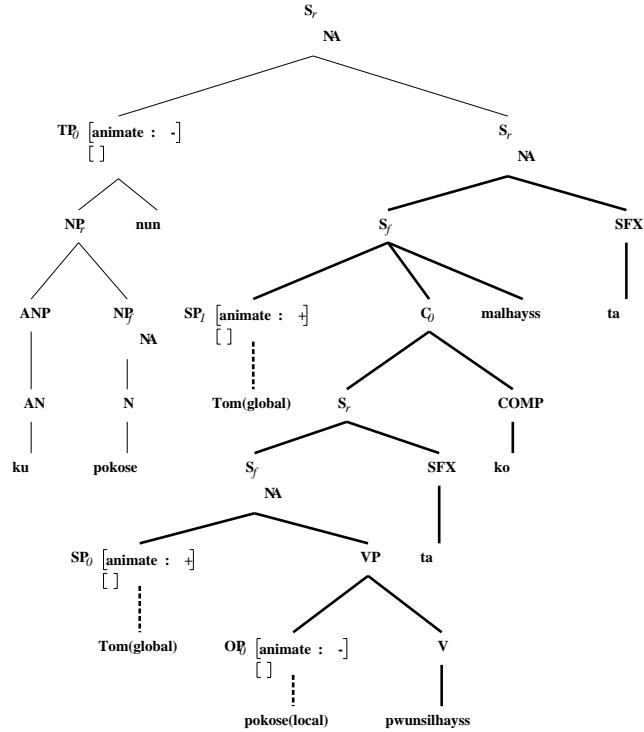 S_r
NA
TP_0 [animate : -]
[ ]
S_r
NA
NP_r nun S_f SFX
ANP NP_f
NA
SP_1 [animate : +]
[ ]
C_0 malhayss ta
AN N Tom(global) S_r COMP
ku pokose S_f
NA
SFX ko
SP_0 [animate : +]
[ ]
VP ta
Tom(global) OP_0 [animate : -]
[ ]
V
pokose(local) pwunsilhayss